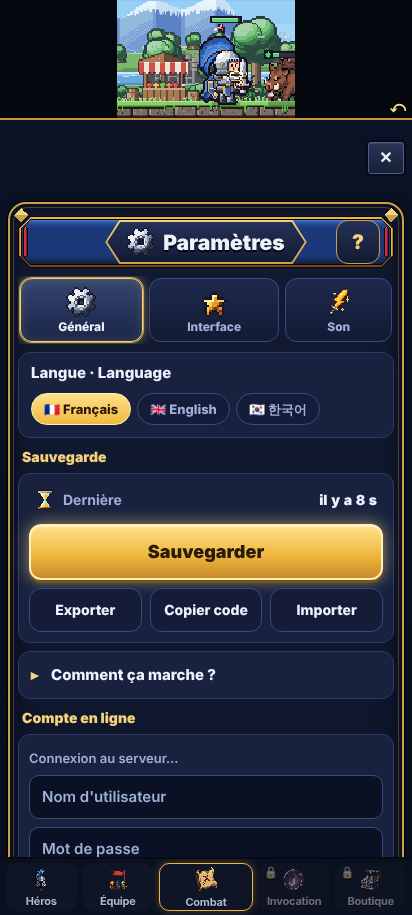 ×
Paramètres
?
Général
Interface
Son
Langue · Language
🇫🇷 Français
🇬🇧 English
🇰🇷 한국어
Sauvegarde
Dernière
il y a 8 s
Sauvegarder
Exporter
Copier code
Importer
► Comment ça marche ?
Compte en ligne
Connexion au serveur...
Nom d'utilisateur
Mot de passe
Héros
Équipe
Combat
Invocation
Boutique